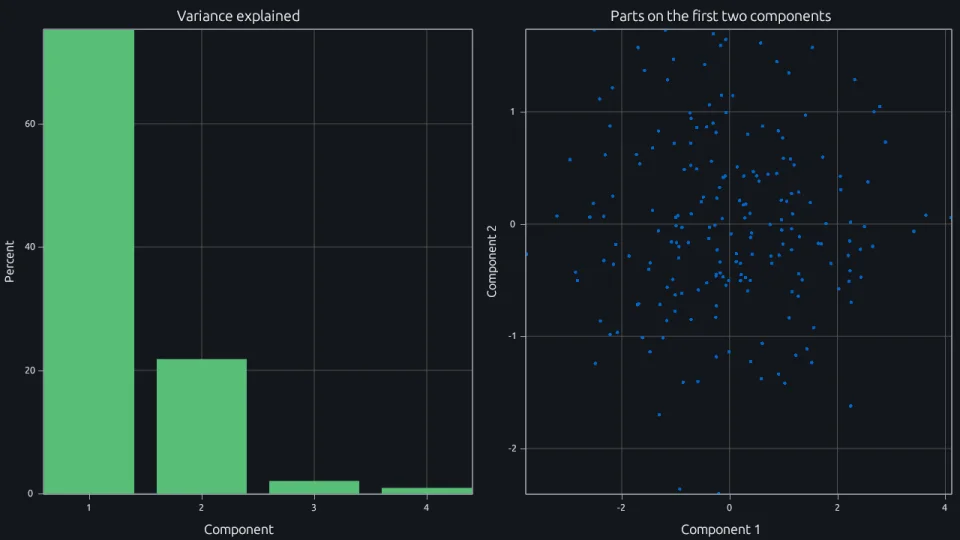 Variance explained
Percent
60
40
20
0
1 2 3 4
Component
Parts on the first two components
Component 2
1
0
-1
-2
-2 0 2 4
Component 1